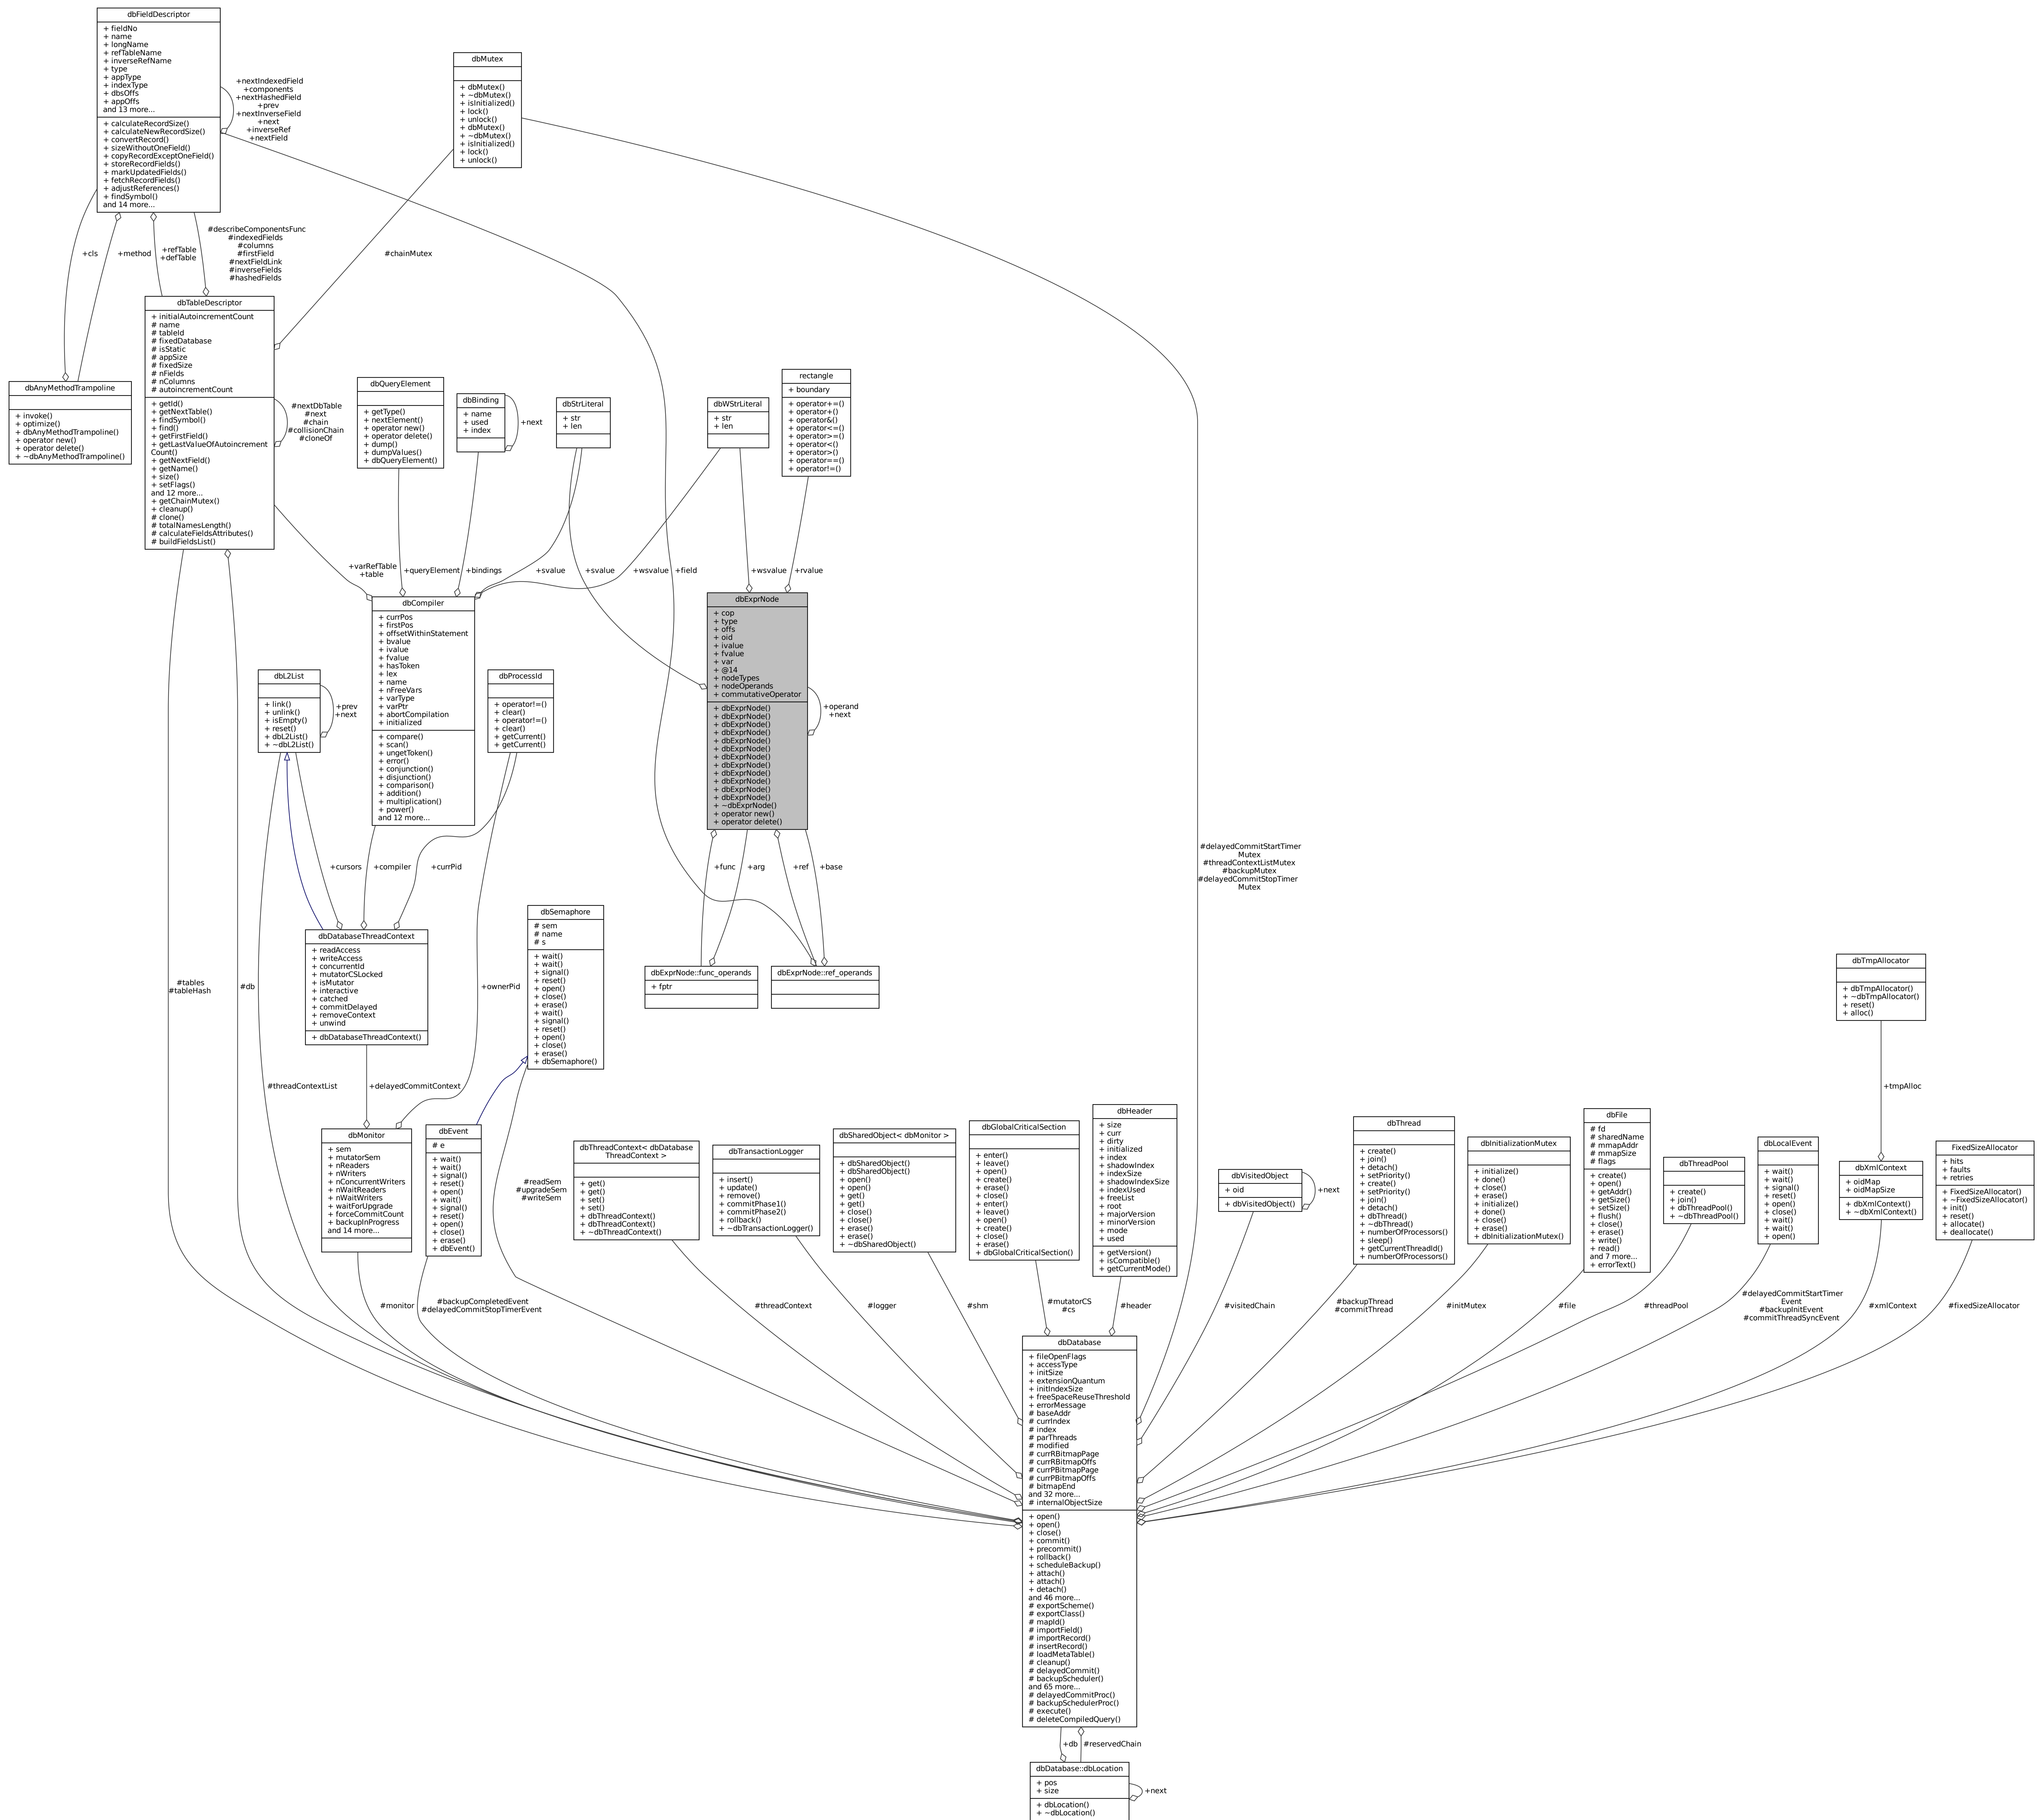 dbFieldDescriptor
+ fieldNo
+ name
+ longName
+ refTableName
+ inverseRefName
+ type
+ appType
+ indexType
+ dbsOffs
+ appOffs
and 13 more...
+ calculateRecordSize()
+ calculateNewRecordSize()
+ convertRecord()
+ sizeWithoutOneField()
+ copyRecordExceptOneField()
+ storeRecordFields()
+ markUpdatedFields()
+ fetchRecordFields()
+ adjustReferences()
+ findSymbol()
and 14 more...
+nextIndexedField
+components
+nextHashedField
+prev
+nextInverseField
+next
+inverseRef
+nextField
dbMutex
+ dbMutex()
+ ~dbMutex()
+ isInitialized()
+ lock()
+ unlock()
+ dbMutex()
+ ~dbMutex()
+ isInitialized()
+ lock()
+ unlock()
+cls
+method
+refTable
+defTable
#describeComponentsFunc
#indexedFields
#columns
#firstField
#nextFieldLink
#inverseFields
#hashedFields
#chainMutex
dbTableDescriptor
+ initialAutoincrementCount
# name
# tableId
# fixedDatabase
# isStatic
# appSize
# fixedSize
# nFields
# nColumns
# autoincrementCount
+ getId()
+ getNextTable()
+ findSymbol()
+ find()
+ getFirstField()
+ getLastValueOfAutoincrement
Count()
+ getNextField()
+ getName()
+ size()
+ setFlags()
and 12 more...
+ getChainMutex()
+ cleanup()
# clone()
# totalNamesLength()
# calculateFieldsAttributes()
# buildFieldsList()
#nextDbTable
#next
#chain
#collisionChain
#cloneOf
dbAnyMethodTrampoline
+ invoke()
+ optimize()
+ dbAnyMethodTrampoline()
+ operator new()
+ operator delete()
+ ~dbAnyMethodTrampoline()
dbQueryElement
+ getType()
+ nextElement()
+ operator new()
+ operator delete()
+ dump()
+ dumpValues()
+ dbQueryElement()
dbBinding
+ name
+ used
+ index
+next
dbStrLiteral
+ str
+ len
dbWStrLiteral
+ str
+ len
rectangle
+ boundary
+ operator+=()
+ operator+()
+ operator&()
+ operator<=()
+ operator>=()
+ operator<()
+ operator>()
+ operator==()
+ operator!=()
+varRefTable
+table
+queryElement
+bindings
+svalue
+svalue
+wsvalue
+field
+wsvalue
+rvalue
dbCompiler
+ currPos
+ firstPos
+ offsetWithinStatement
+ bvalue
+ ivalue
+ fvalue
+ hasToken
+ lex
+ name
+ nFreeVars
+ varType
+ varPtr
+ abortCompilation
+ initialized
+ compare()
+ scan()
+ ungetToken()
+ error()
+ conjunction()
+ disjunction()
+ comparison()
+ addition()
+ multiplication()
+ power()
and 12 more...
dbExprNode
+ cop
+ type
+ offs
+ oid
+ ivalue
+ fvalue
+ var
+ @14
+ nodeTypes
+ nodeOperands
+ commutativeOperator
+ dbExprNode()
+ dbExprNode()
+ dbExprNode()
+ dbExprNode()
+ dbExprNode()
+ dbExprNode()
+ dbExprNode()
+ dbExprNode()
+ dbExprNode()
+ dbExprNode()
+ dbExprNode()
+ dbExprNode()
+ ~dbExprNode()
+ operator new()
+ operator delete()
+operand
+next
dbL2List
+ link()
+ unlink()
+ isEmpty()
+ reset()
+ dbL2List()
+ ~dbL2List()
+prev
+next
dbProcessId
+ operator!=()
+ clear()
+ operator!=()
+ clear()
+ getCurrent()
+ getCurrent()
+cursors
+compiler
+currPid
+func
+arg
+ref
+base
#delayedCommitStartTimer
Mutex
#threadContextListMutex
#backupMutex
#delayedCommitStopTimer
Mutex
dbDatabaseThreadContext
+ readAccess
+ writeAccess
+ concurrentId
+ mutatorCSLocked
+ isMutator
+ interactive
+ catched
+ commitDelayed
+ removeContext
+ unwind
+ dbDatabaseThreadContext()
dbSemaphore
# sem
# name
# s
+ wait()
+ wait()
+ signal()
+ reset()
+ open()
+ close()
+ erase()
+ wait()
+ signal()
+ reset()
+ open()
+ close()
+ erase()
+ dbSemaphore()
dbExprNode::func_operands
+ fptr
dbExprNode::ref_operands
#tables
#tableHash
#db
+ownerPid
dbTmpAllocator
+ dbTmpAllocator()
+ ~dbTmpAllocator()
+ reset()
+ alloc()
#threadContextList
+delayedCommitContext
+tmpAlloc
dbMonitor
+ sem
+ mutatorSem
+ nReaders
+ nWriters
+ nConcurrentWriters
+ nWaitReaders
+ nWaitWriters
+ waitForUpgrade
+ forceCommitCount
+ backupInProgress
and 14 more...
dbEvent
# e
+ wait()
+ wait()
+ signal()
+ reset()
+ open()
+ wait()
+ signal()
+ reset()
+ open()
+ close()
+ erase()
+ dbEvent()
#readSem
#upgradeSem
#writeSem
dbThreadContext< dbDatabase
ThreadContext >
+ get()
+ get()
+ set()
+ set()
+ dbThreadContext()
+ dbThreadContext()
+ ~dbThreadContext()
dbTransactionLogger
+ insert()
+ update()
+ remove()
+ commitPhase1()
+ commitPhase2()
+ rollback()
+ ~dbTransactionLogger()
dbSharedObject< dbMonitor >
+ dbSharedObject()
+ dbSharedObject()
+ open()
+ open()
+ get()
+ get()
+ close()
+ close()
+ erase()
+ erase()
+ ~dbSharedObject()
dbGlobalCriticalSection
+ enter()
+ leave()
+ open()
+ create()
+ erase()
+ close()
+ enter()
+ leave()
+ open()
+ create()
+ close()
+ erase()
+ dbGlobalCriticalSection()
dbHeader
+ size
+ curr
+ dirty
+ initialized
+ index
+ shadowIndex
+ indexSize
+ shadowIndexSize
+ indexUsed
+ freeList
+ root
+ majorVersion
+ minorVersion
+ mode
+ used
+ getVersion()
+ isCompatible()
+ getCurrentMode()
dbVisitedObject
+ oid
+ dbVisitedObject()
+next
dbThread
+ create()
+ join()
+ detach()
+ setPriority()
+ create()
+ setPriority()
+ join()
+ detach()
+ dbThread()
+ ~dbThread()
+ numberOfProcessors()
+ sleep()
+ getCurrentThreadId()
+ numberOfProcessors()
dbInitializationMutex
+ initialize()
+ done()
+ close()
+ erase()
+ initialize()
+ done()
+ close()
+ erase()
+ dbInitializationMutex()
dbFile
# fd
# sharedName
# mmapAddr
# mmapSize
# flags
+ create()
+ open()
+ getAddr()
+ getSize()
+ setSize()
+ flush()
+ close()
+ erase()
+ write()
+ read()
and 7 more...
+ errorText()
dbThreadPool
+ create()
+ join()
+ dbThreadPool()
+ ~dbThreadPool()
dbLocalEvent
+ wait()
+ wait()
+ signal()
+ reset()
+ open()
+ close()
+ wait()
+ wait()
+ open()
dbXmlContext
+ oidMap
+ oidMapSize
+ dbXmlContext()
+ ~dbXmlContext()
FixedSizeAllocator
+ hits
+ faults
+ retries
+ FixedSizeAllocator()
+ ~FixedSizeAllocator()
+ init()
+ reset()
+ allocate()
+ deallocate()
#monitor
#backupCompletedEvent
#delayedCommitStopTimerEvent
#threadContext
#logger
#shm
#mutatorCS
#cs
#header
#visitedChain
#backupThread
#commitThread
#initMutex
#file
#threadPool
#delayedCommitStartTimer
Event
#backupInitEvent
#commitThreadSyncEvent
#xmlContext
#fixedSizeAllocator
dbDatabase
+ fileOpenFlags
+ accessType
+ initSize
+ extensionQuantum
+ initIndexSize
+ freeSpaceReuseThreshold
+ errorMessage
# baseAddr
# currIndex
# index
# parThreads
# modified
# currRBitmapPage
# currRBitmapOffs
# currPBitmapPage
# currPBitmapOffs
# bitmapEnd
and 32 more...
# internalObjectSize
+ open()
+ open()
+ close()
+ commit()
+ precommit()
+ rollback()
+ scheduleBackup()
+ attach()
+ attach()
+ detach()
and 46 more...
# exportScheme()
# exportClass()
# mapId()
# importField()
# importRecord()
# insertRecord()
# loadMetaTable()
# cleanup()
# delayedCommit()
# backupScheduler()
and 65 more...
# delayedCommitProc()
# backupSchedulerProc()
# execute()
# deleteCompiledQuery()
+db
#reservedChain
dbDatabase::dbLocation
+ pos
+ size
+ dbLocation()
+ ~dbLocation()
+next